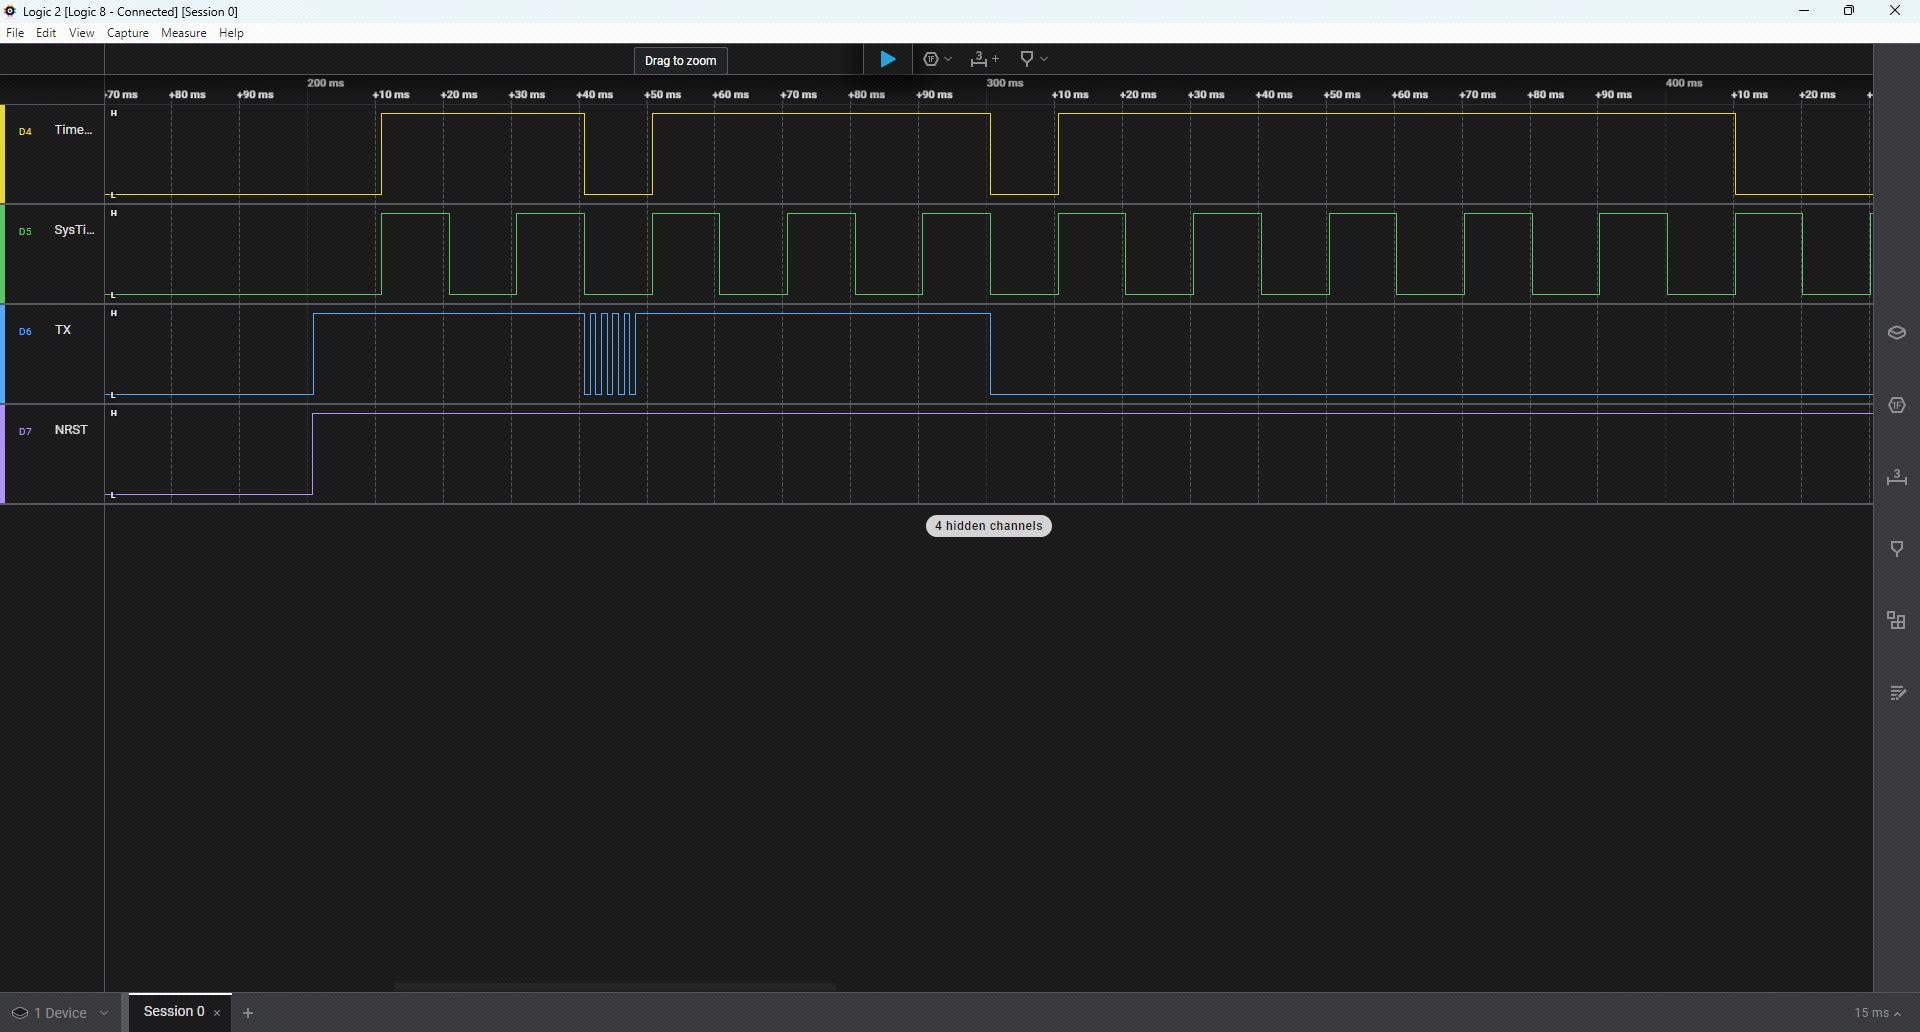 Logic 2 [Logic 8 - Connected] [Session 0]
File Edit View Capture Measure Help
Drag to zoom
1F
3
+
200 ms 300 ms 400 ms
+70 ms +80 ms +90 ms +10 ms +20 ms +30 ms +40 ms +50 ms +60 ms +70 ms +80 ms +90 ms +10 ms +20 ms +30 ms +40 ms +50 ms +60 ms +70 ms +80 ms +90 ms +10 ms +20 ms +
D4 Time... H
L
D5 SysTi... H
L
D6 TX H
L
D7 NRST H
L
1F
3
4 hidden channels
1 Device Session 0 × + 15 ms